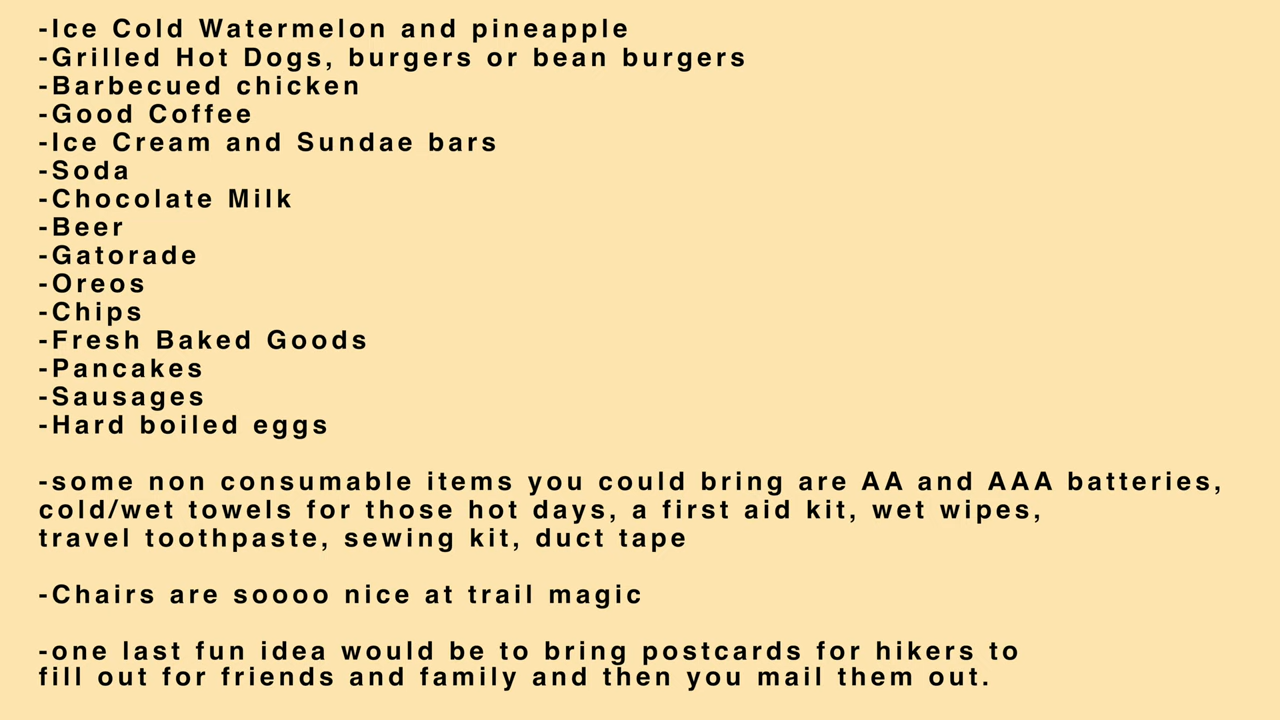 -Ice Cold Watermelon and pineapple
-Grilled Hot Dogs, burgers or bean burgers
-Barbecued chicken
-Good Coffee
-Ice Cream and Sundae bars
-Soda
-Chocolate Milk
-Beer
-Gatorade
-Oreos
-Chips
-Fresh Baked Goods
-Pancakes
-Sausages
-Hard boiled eggs
-some non consumable items you could bring are AA and AAA batteries,
cold/wet towels for those hot days, a first aid kit, wet wipes,
travel toothpaste, sewing kit, duct tape
-Chairs are soooo nice at trail magic
-one last fun idea would be to bring postcards for hikers to
fill out for friends and family and then you mail them out.